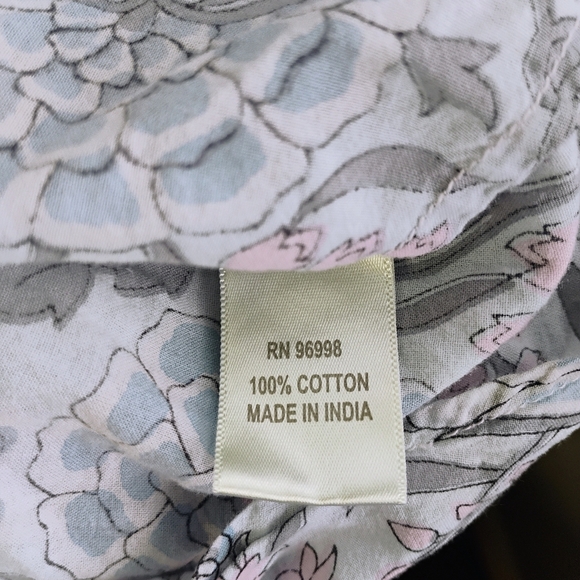 RN 96998
100% COTTON
MADE IN INDIA